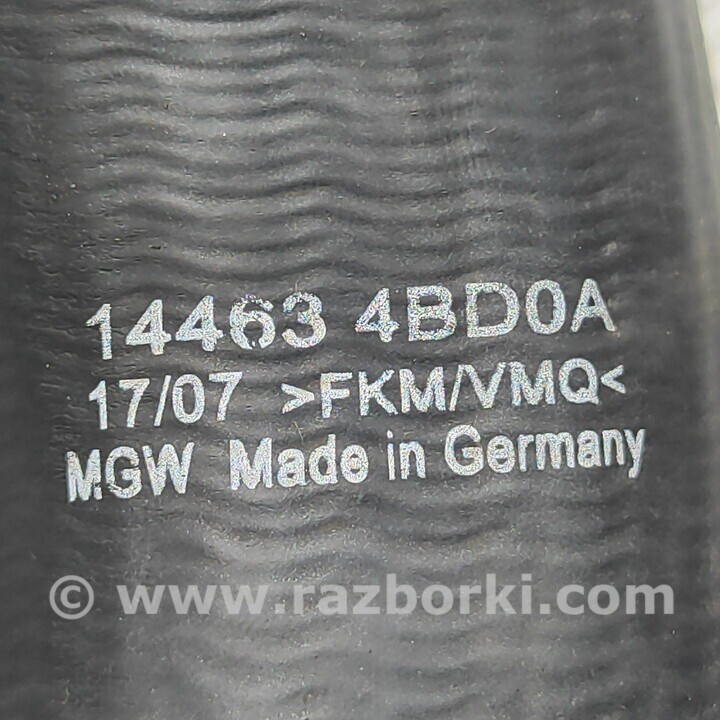 14463 4BD0A
17/07 >FKM/VMQ<
MGW Made in Germany
© www.razborki.com